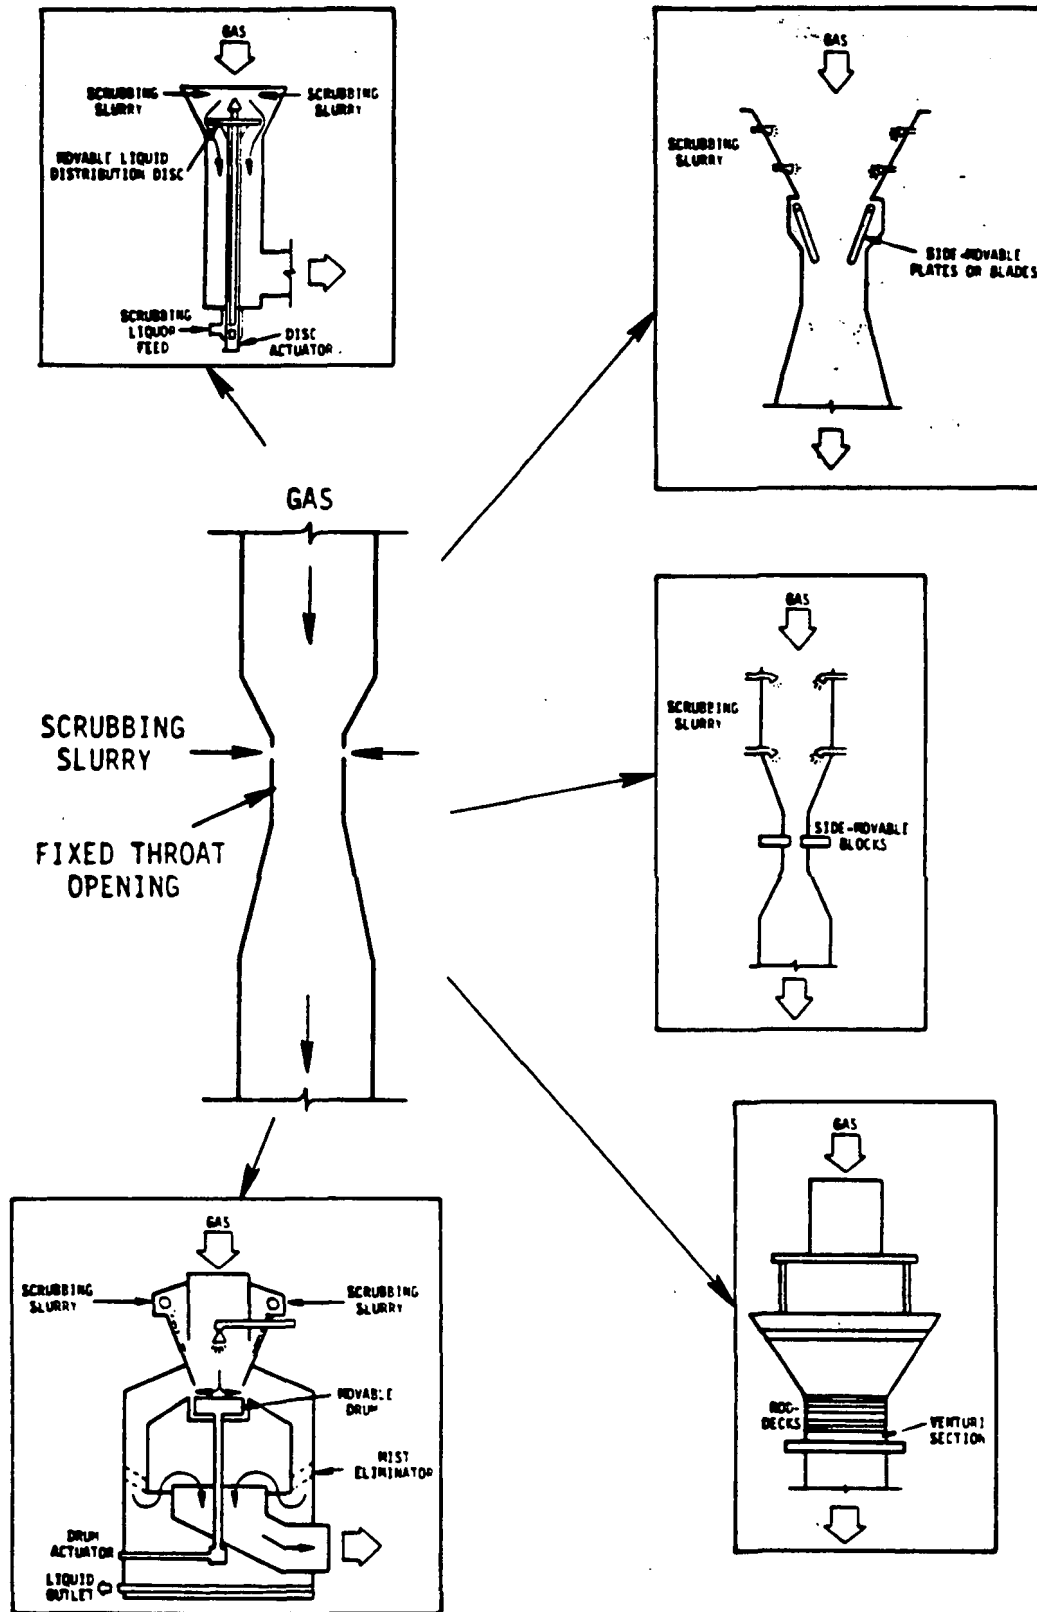 GAS
SCRUBBING
SLURRY
SCRUBBING
SLURRY
MOVABLE LIQUID
DISTRIBUTION DISC
SCRUBBING
LIQUOR
FEED
DISC
ACTUATOR
GAS
SCRUBBING
SLURRY
SIDE-MOVABLE
PLATES OR BLADES
GAS
SCRUBBING
SLURRY
FIXED THROAT
OPENING
GAS
SCRUBBING
SLURRY
SIDE-MOVABLE
BLOCKS
GAS
ROD-
DECKS
VENTURI
SECTION
GAS
SCRUBBING
SLURRY
SCRUBBING
SLURRY
MOVABLE
DRUM
MIST
ELIMINATOR
DRUM
ACTUATOR
LIQUID
OUTLET